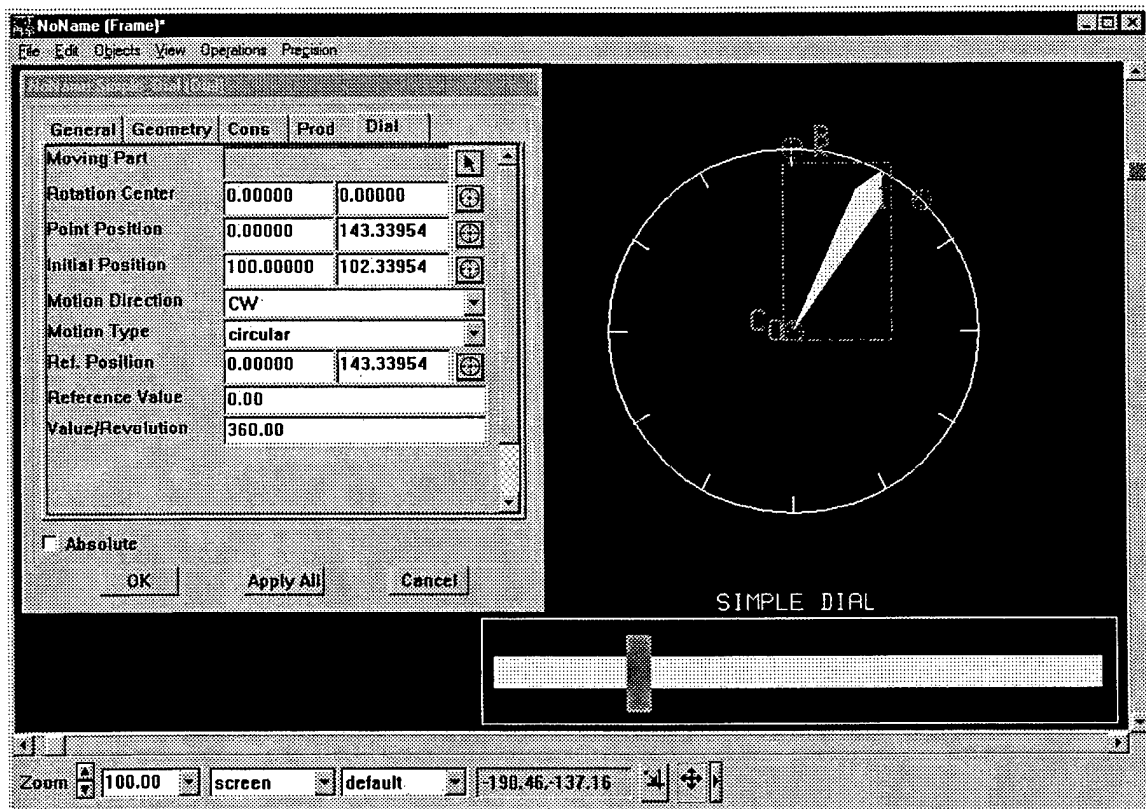 NoName (Frame)*
File Edit Objects View Operations Precision
General Geometry Cons Prod Dial
Moving Part
Rotation Center 0.00000 0.00000
Point Position 0.00000 143.33954
Initial Position 100.00000 102.33954
Motion Direction CW
Motion Type circular
Ref. Position 0.00000 143.33954
Reference Value 0.00
Value/Revolution 360.00
Absolute
OK Apply All Cancel
B
C
SIMPLE DIAL
Zoom 100.00 screen default -198.46,-137.16